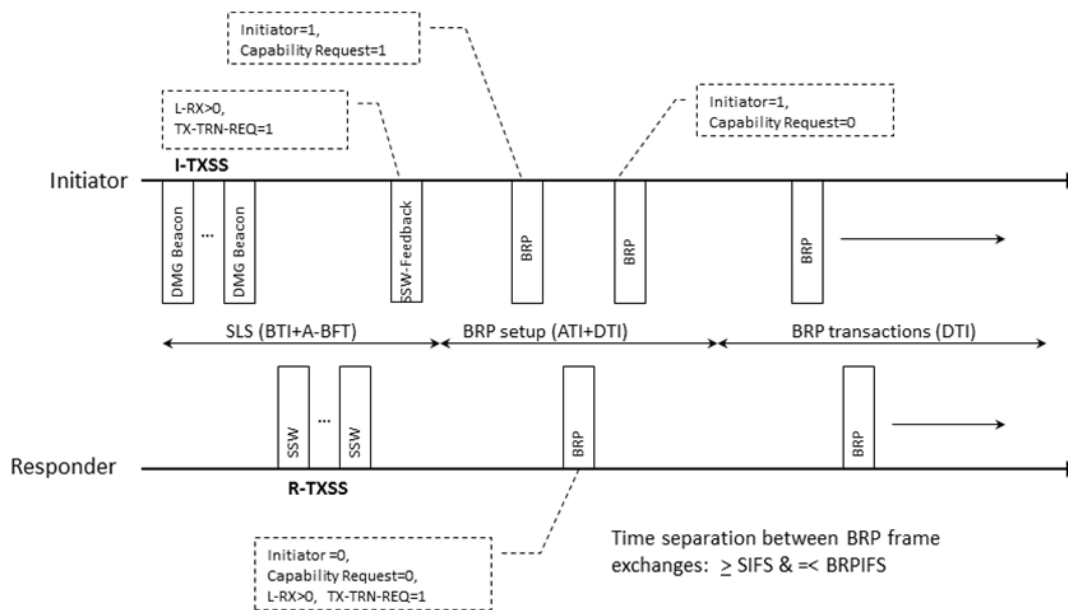 Initiator=1,
Capability Request=1
L-RX>0,
TX-TRN-REQ=1
Initiator=1,
Capability Request=0
I-TXSS
Initiator
DMG Beacon
...
DMG Beacon
SSW-Feedback
BRP
BRP
BRP
SLS (BTI+A-BFT)
BRP setup (ATI+DTI)
BRP transactions (DTI)
SSW
...
SSW
BRP
BRP
Responder
R-TXSS
Initiator =0,
Capability Request=0,
L-RX>0, TX-TRN-REQ=1
Time separation between BRP frame
exchanges: ≥ SIFS & =< BRPIFS